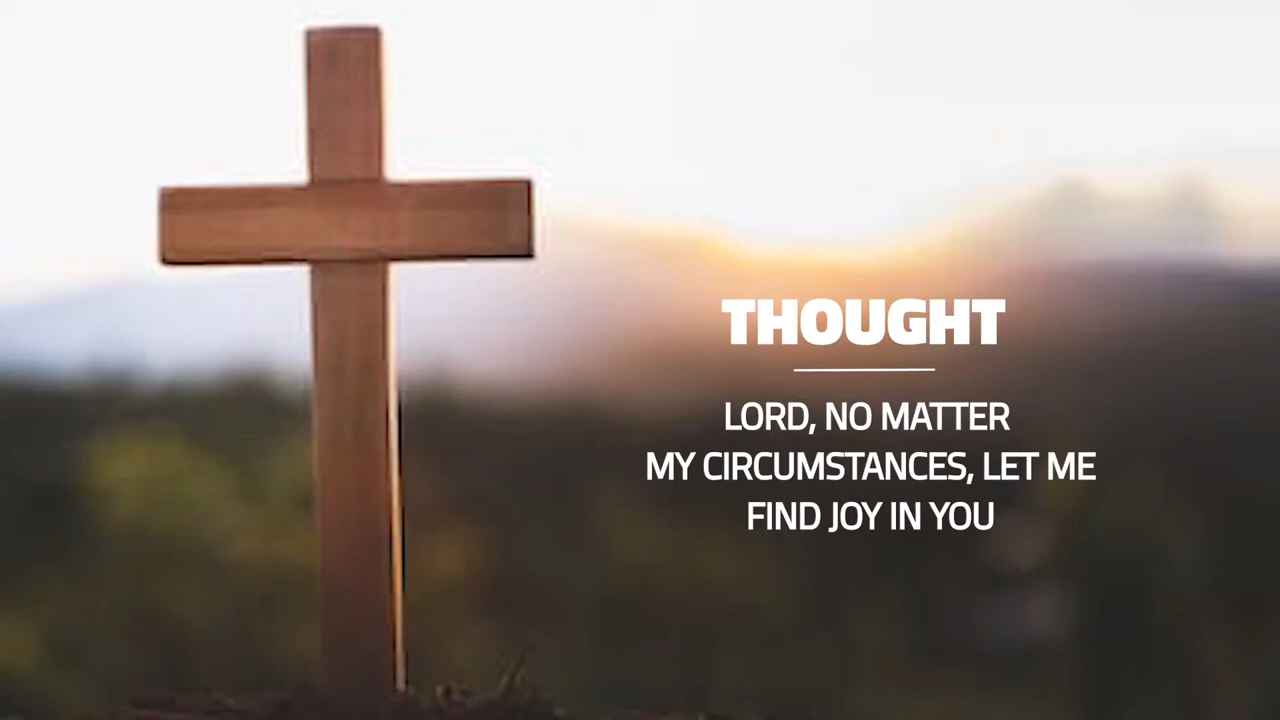 THOUGHT
LORD, NO MATTER
MY CIRCUMSTANCES, LET ME
FIND JOY IN YOU